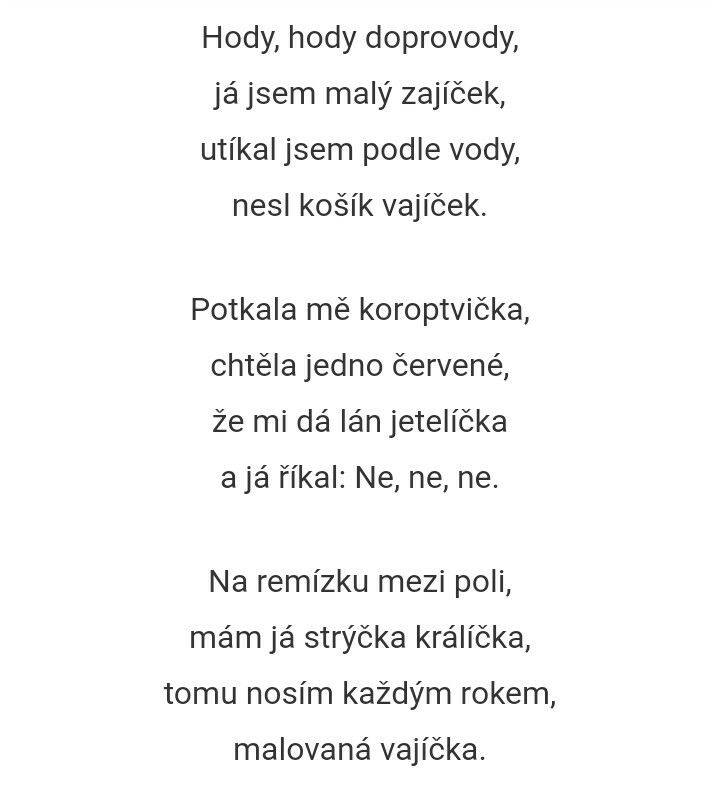 Hody, hody doprovody,
já jsem malý zajíček,
utíkal jsem podle vody,
nesl košík vajíček.
Potkala mě koroptvička,
chtěla jedno červené,
že mi dá lán jetelíčka
a já říkal: Ne, ne, ne.
Na remízku mezi poli,
mám já strýčka králíčka,
tomu nosím každým rokem,
malovaná vajíčka.